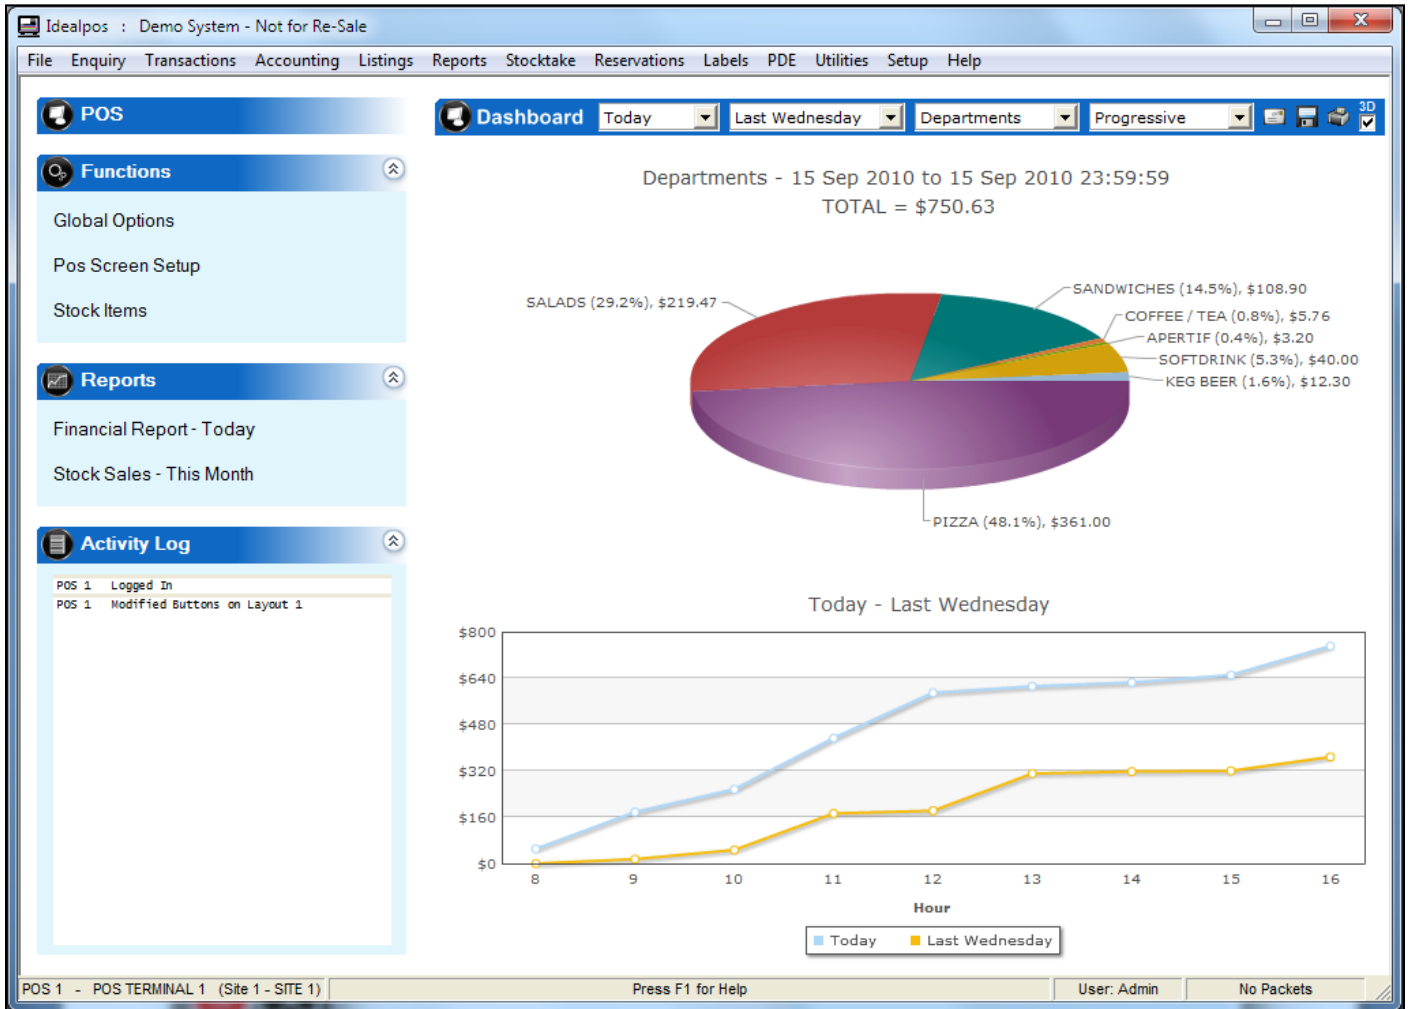 Idealpos : Demo System - Not for Re-Sale
File Enquiry Transactions Accounting Listings Reports Stocktake Reservations Labels PDE Utilities Setup Help
POS
Functions
Global Options
Pos Screen Setup
Stock Items
Reports
Financial Report - Today
Stock Sales - This Month
Activity Log
POS 1 Logged In
POS 1 Modified Buttons on Layout 1
Dashboard Today Last Wednesday Departments Progressive 3D
Departments - 15 Sep 2010 to 15 Sep 2010 23:59:59
TOTAL = $750.63
SALADS (29.2%), $219.47
SANDWICHES (14.5%), $108.90
COFFEE / TEA (0.8%), $5.76
APERTIF (0.4%), $3.20
SOFTDRINK (5.3%), $40.00
KEG BEER (1.6%), $12.30
PIZZA (48.1%), $361.00
Today - Last Wednesday
$800
$640
$480
$320
$160
$0
8 9 10 11 12 13 14 15 16
Hour
Today Last Wednesday
POS 1 - POS TERMINAL 1 (Site 1 - SITE 1) Press F1 for Help User: Admin No Packets